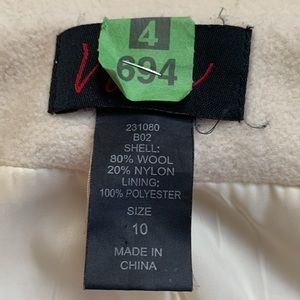 4
694
231080
B02
SHELL:
80% WOOL
20% NYLON
LINING:
100% POLYESTER
SIZE
10
MADE IN
CHINA